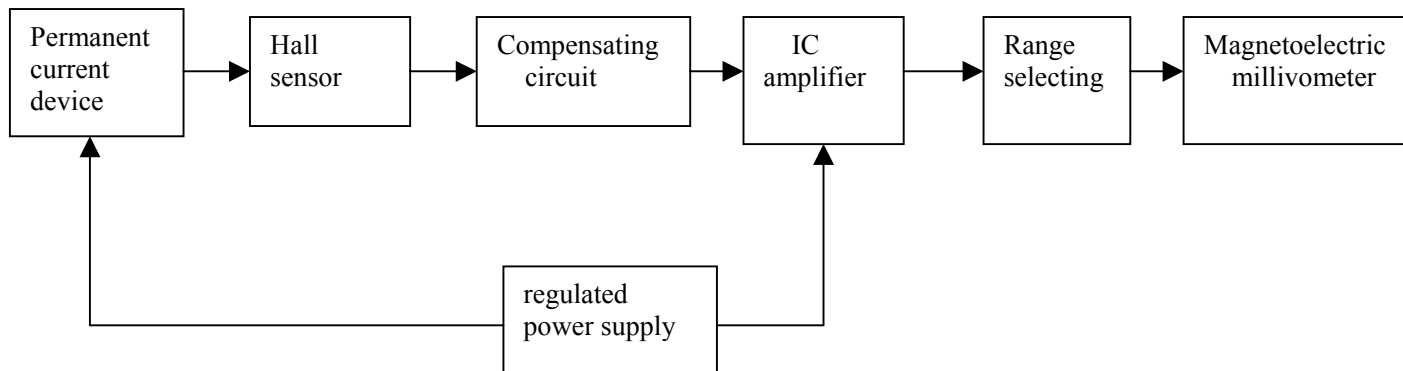 Permanent
current
device
Hall
sensor
Compensating
circuit
IC
amplifier
Range
selecting
Magnetoelectric
millivometer
regulated
power supply